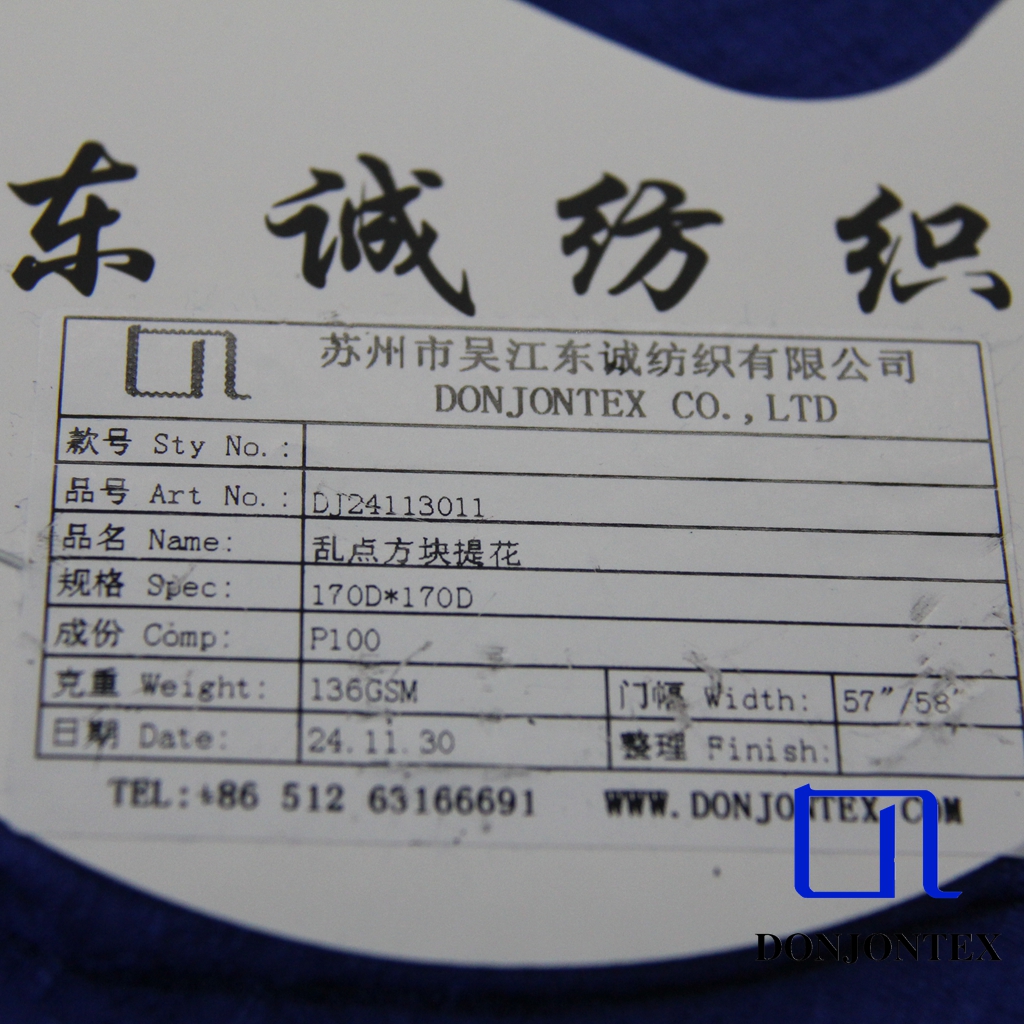 东诚纺织
苏州市吴江东诚纺织有限公司
DONJONTEX CO.,LTD
款号 Sty No.:
品号 Art No.: DJ24113011
品名 Name: 乱点方块提花
规格 Spec: 170D*170D
成份 Comp: P100
克重 Weight: 136GSM 门幅 Width: 57"/58"
日期 Date: 24.11.30 整理 Finish:
TEL:+86 512 63166691 WWW.DONJONTEX.COM
DONJONTEX